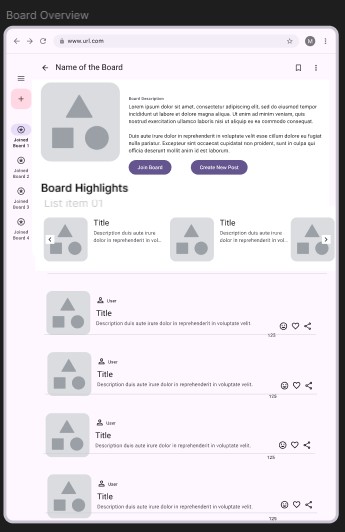 Board Overview
www.url.com
M
Name of the Board
Board Description
Lorem ipsum dolor sit amet, consectetur adipiscing elit, sed do eiusmod tempor
incididunt ut labore et dolore magna aliqua. Ut enim ad minim veniam, quis
nostrud exercitation ullamco laboris nisi ut aliquip ex ea commodo consequat.
Duis aute irure dolor in reprehenderit in voluptate velit esse cillum dolore eu fugiat
nulla pariatur. Excepteur sint occaecat cupidatat non proident, sunt in culpa qui
officia deserunt mollit anim id est laborum.
Join Board
Create New Post
Joined
Board 1
Joined
Board 2
Joined
Board 3
Joined
Board 4
Board Highlights
List item 01
Title
Description duis aute irure
dolor in reprehenderit in vol...
Title
Description duis aute irure
dolor in reprehenderit in vol...
User
Title
Description duis aute irure dolor in reprehenderit in voluptate velit.
125
User
Title
Description duis aute irure dolor in reprehenderit in voluptate velit.
125
User
Title
Description duis aute irure dolor in reprehenderit in voluptate velit.
125
User
Title
Description duis aute irure dolor in reprehenderit in voluptate velit.
125